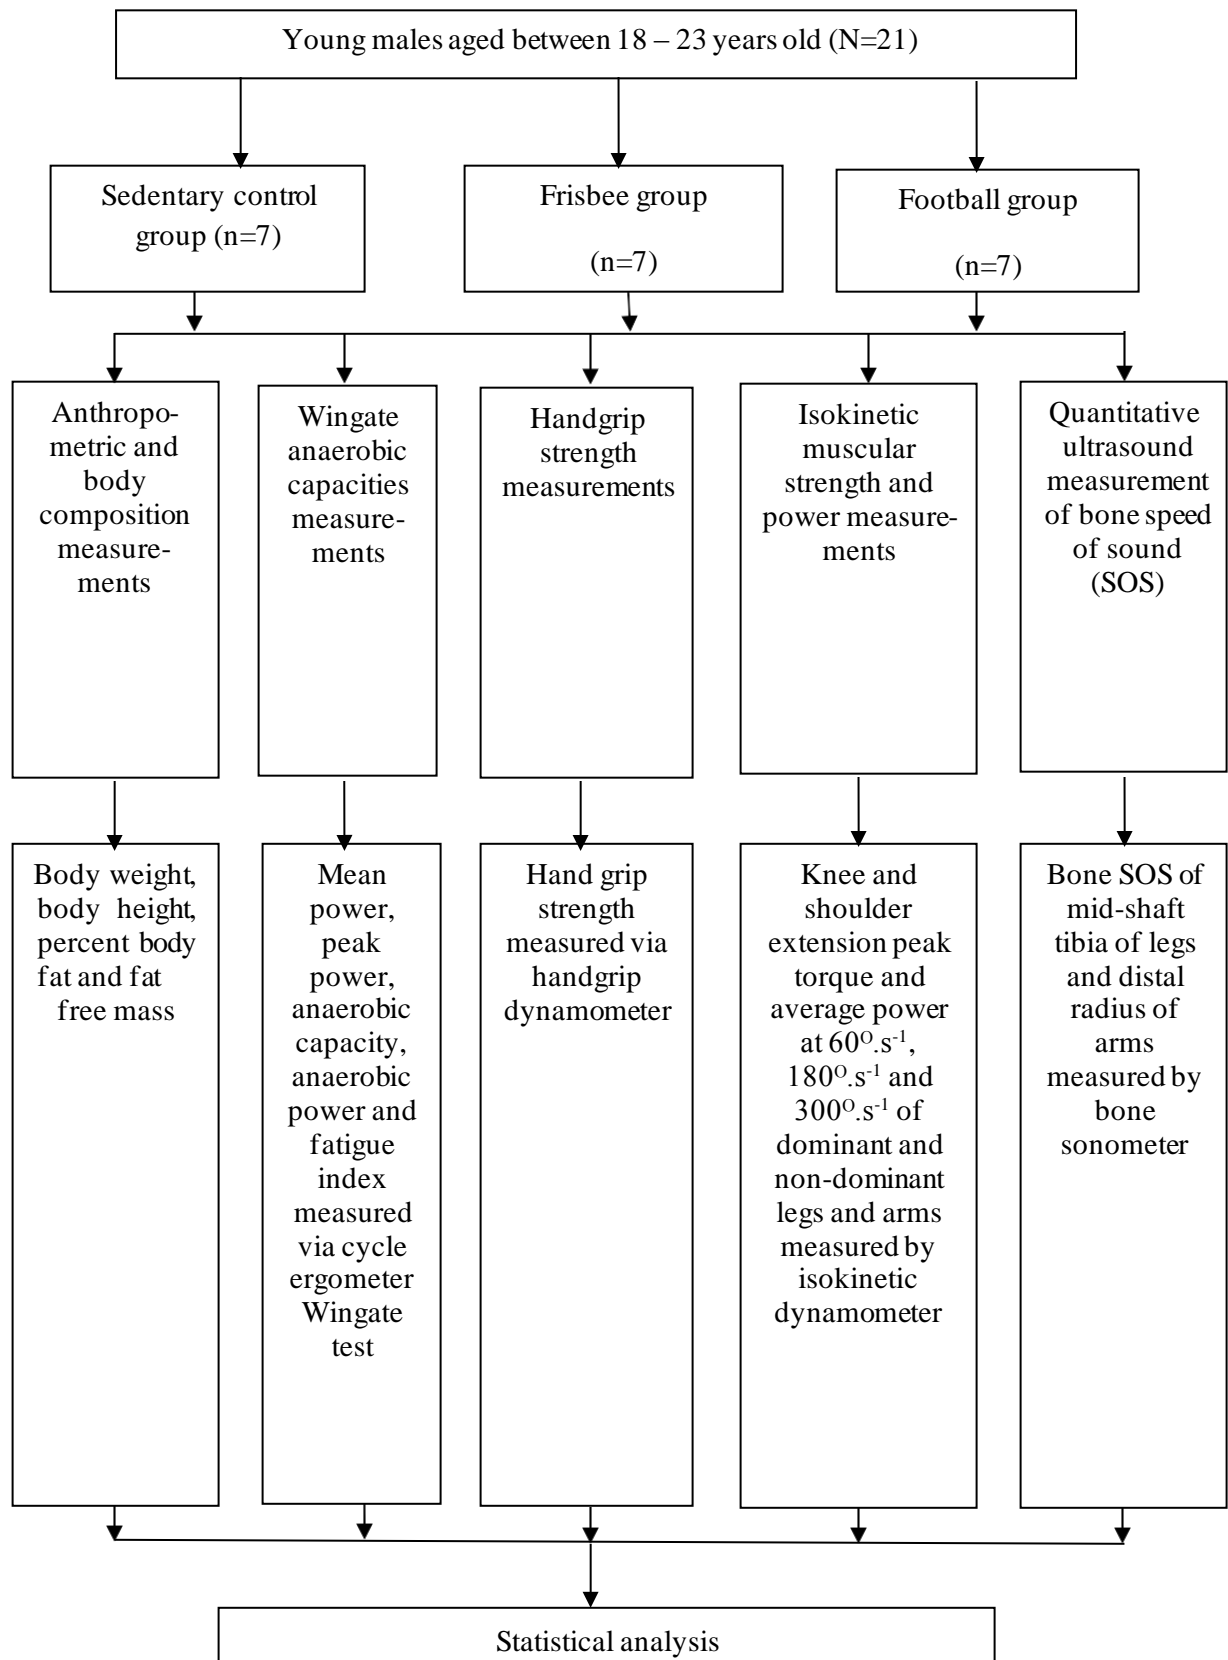 Young males aged between 18 – 23 years old (N=21)
Sedentary control
group (n=7)
Frisbee group
(n=7)
Football group
(n=7)
Anthropo-
metric and
body
composition
measure-
ments
Wingate
anaerobic
capacities
measure-
ments
Handgrip
strength
measurements
Isokinetic
muscular
strength and
power measure-
ments
Quantitative
ultrasound
measurement
of bone speed
of sound
(SOS)
Body weight,
body height,
percent body
fat and fat
free mass
Mean
power,
peak
power,
anaerobic
capacity,
anaerobic
power and
fatigue
index
measured
via cycle
ergometer
Wingate
test
Hand grip
strength
measured via
handgrip
dynamometer
Knee and
shoulder
extension peak
torque and
average power
at 60ᴼ.s⁻¹,
180ᴼ.s⁻¹ and
300ᴼ.s⁻¹ of
dominant and
non-dominant
legs and arms
measured by
isokinetic
dynamometer
Bone SOS of
mid-shaft
tibia of legs
and distal
radius of
arms
measured by
bone
sonometer
Statistical analysis